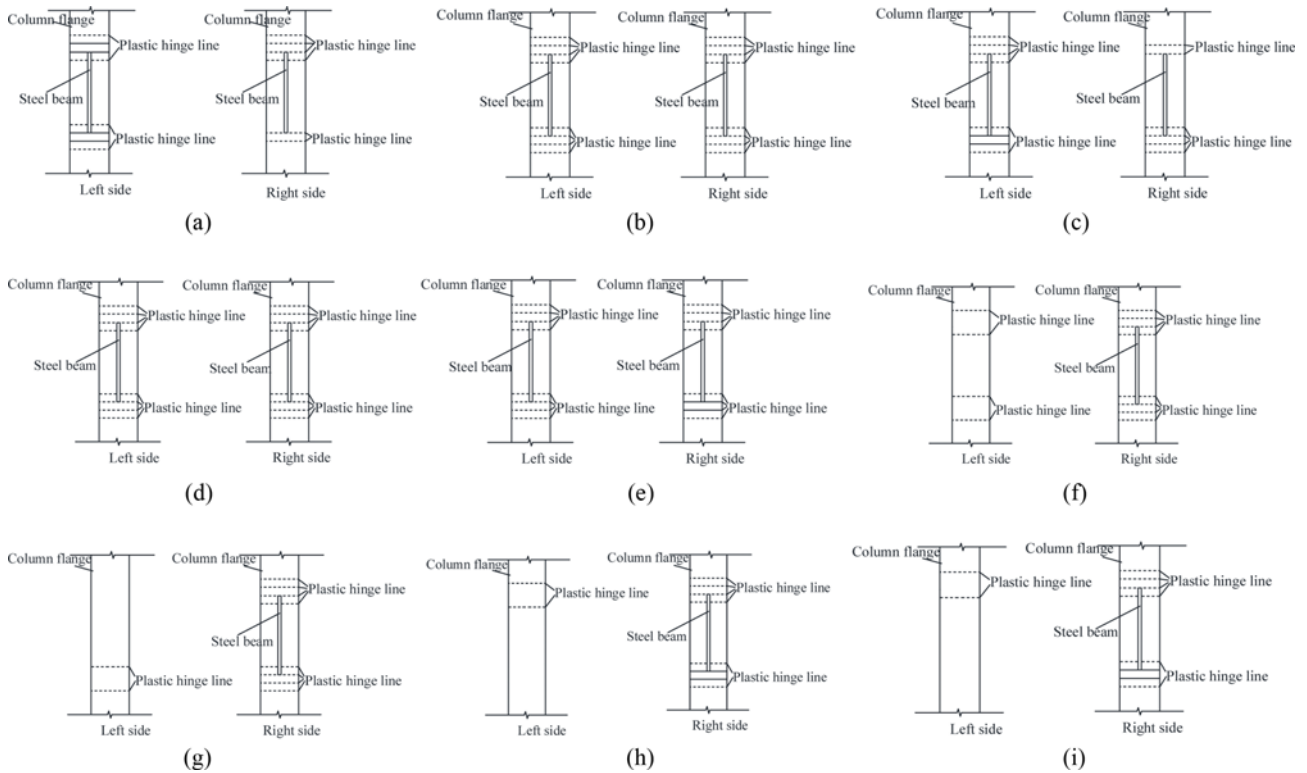 Column flange
Plastic hinge line
Steel beam
Plastic hinge line
Left side
Column flange
Plastic hinge line
Steel beam
Plastic hinge line
Right side
(a)
Column flange
Plastic hinge line
Steel beam
Plastic hinge line
Left side
Column flange
Plastic hinge line
Steel beam
Plastic hinge line
Right side
(b)
Column flange
Plastic hinge line
Steel beam
Plastic hinge line
Left side
Column flange
Plastic hinge line
Steel beam
Plastic hinge line
Right side
(c)
Column flange
Plastic hinge line
Steel beam
Plastic hinge line
Left side
Column flange
Plastic hinge line
Steel beam
Plastic hinge line
Right side
(d)
Column flange
Plastic hinge line
Steel beam
Plastic hinge line
Left side
Column flange
Plastic hinge line
Steel beam
Plastic hinge line
Right side
(e)
Column flange
Plastic hinge line
Plastic hinge line
Left side
Column flange
Plastic hinge line
Steel beam
Plastic hinge line
Right side
(f)
Column flange
Plastic hinge line
Left side
Column flange
Plastic hinge line
Steel beam
Plastic hinge line
Right side
(g)
Column flange
Plastic hinge line
Left side
Column flange
Plastic hinge line
Steel beam
Plastic hinge line
Right side
(h)
Column flange
Plastic hinge line
Left side
Column flange
Plastic hinge line
Steel beam
Plastic hinge line
Right side
(i)